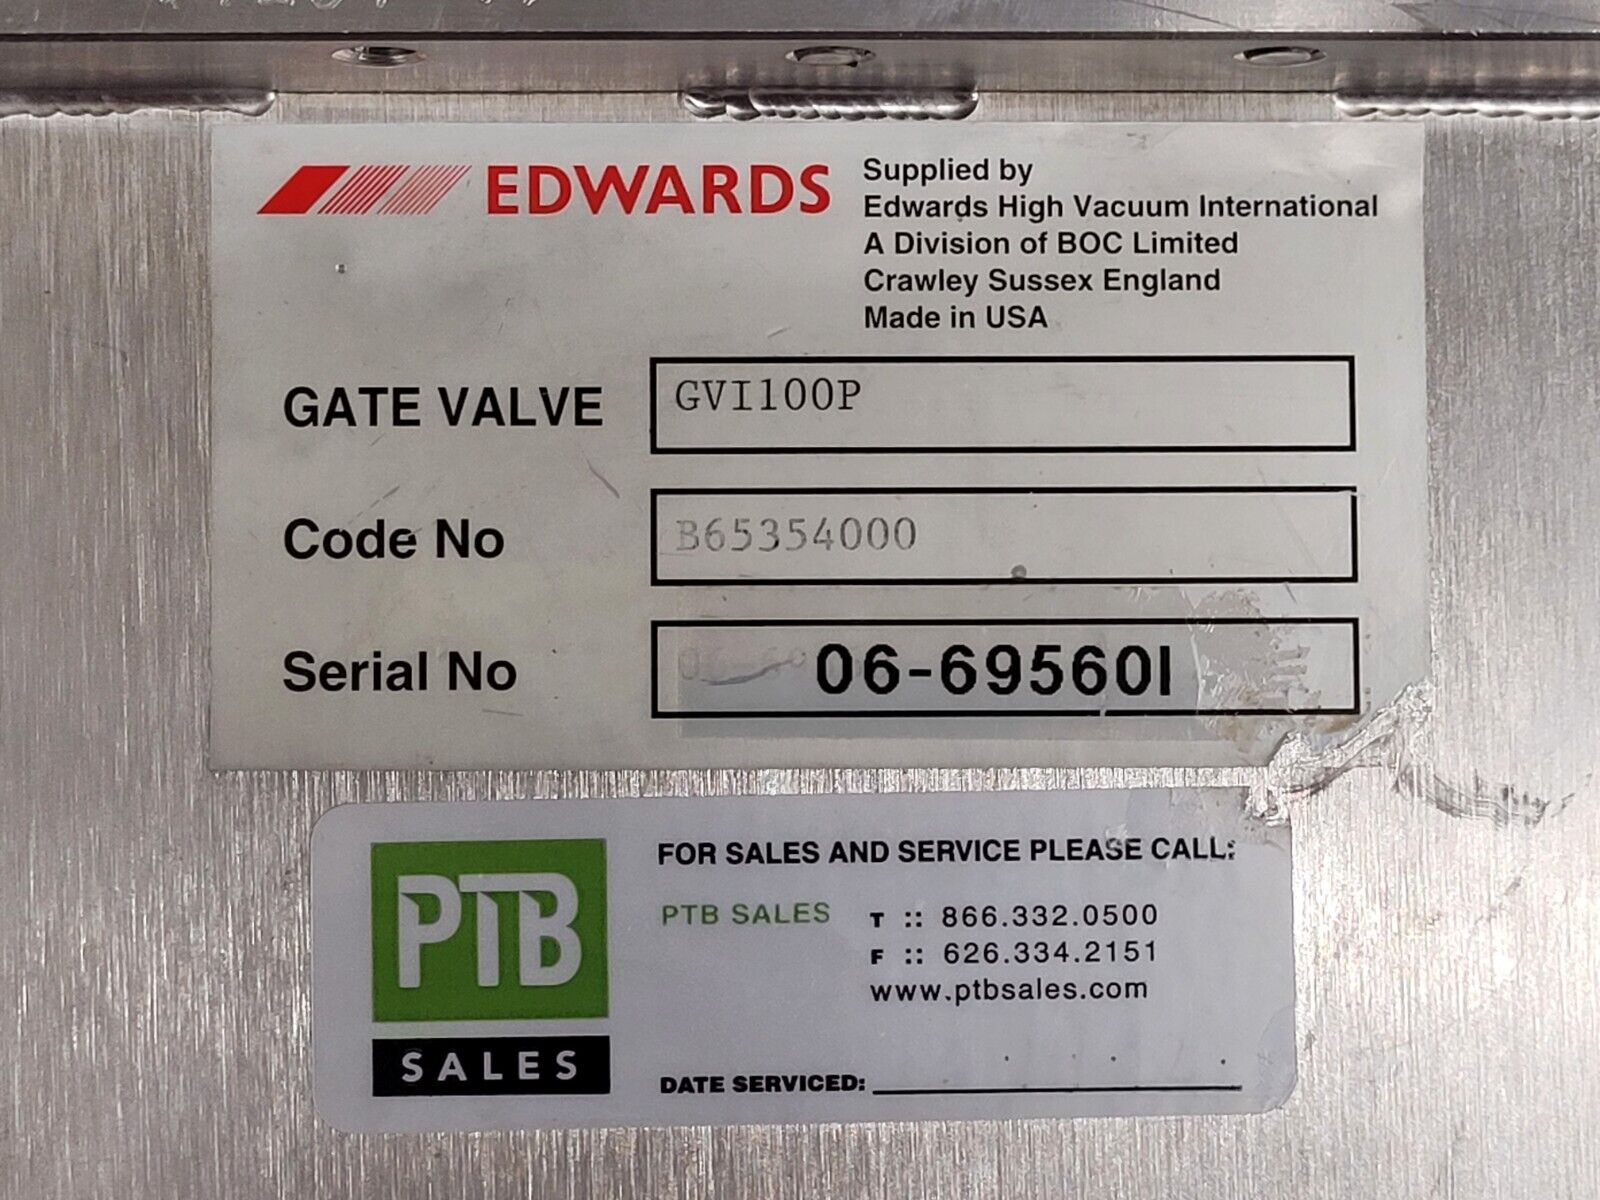 EDWARDS
Supplied by
Edwards High Vacuum International
A Division of BOC Limited
Crawley Sussex England
Made in USA
GATE VALVE GVI100P
Code No B65354000
Serial No 06-69560I
PTB
SALES
FOR SALES AND SERVICE PLEASE CALL:
PTB SALES T :: 866.332.0500
F :: 626.334.2151
www.ptbsales.com
DATE SERVICED: